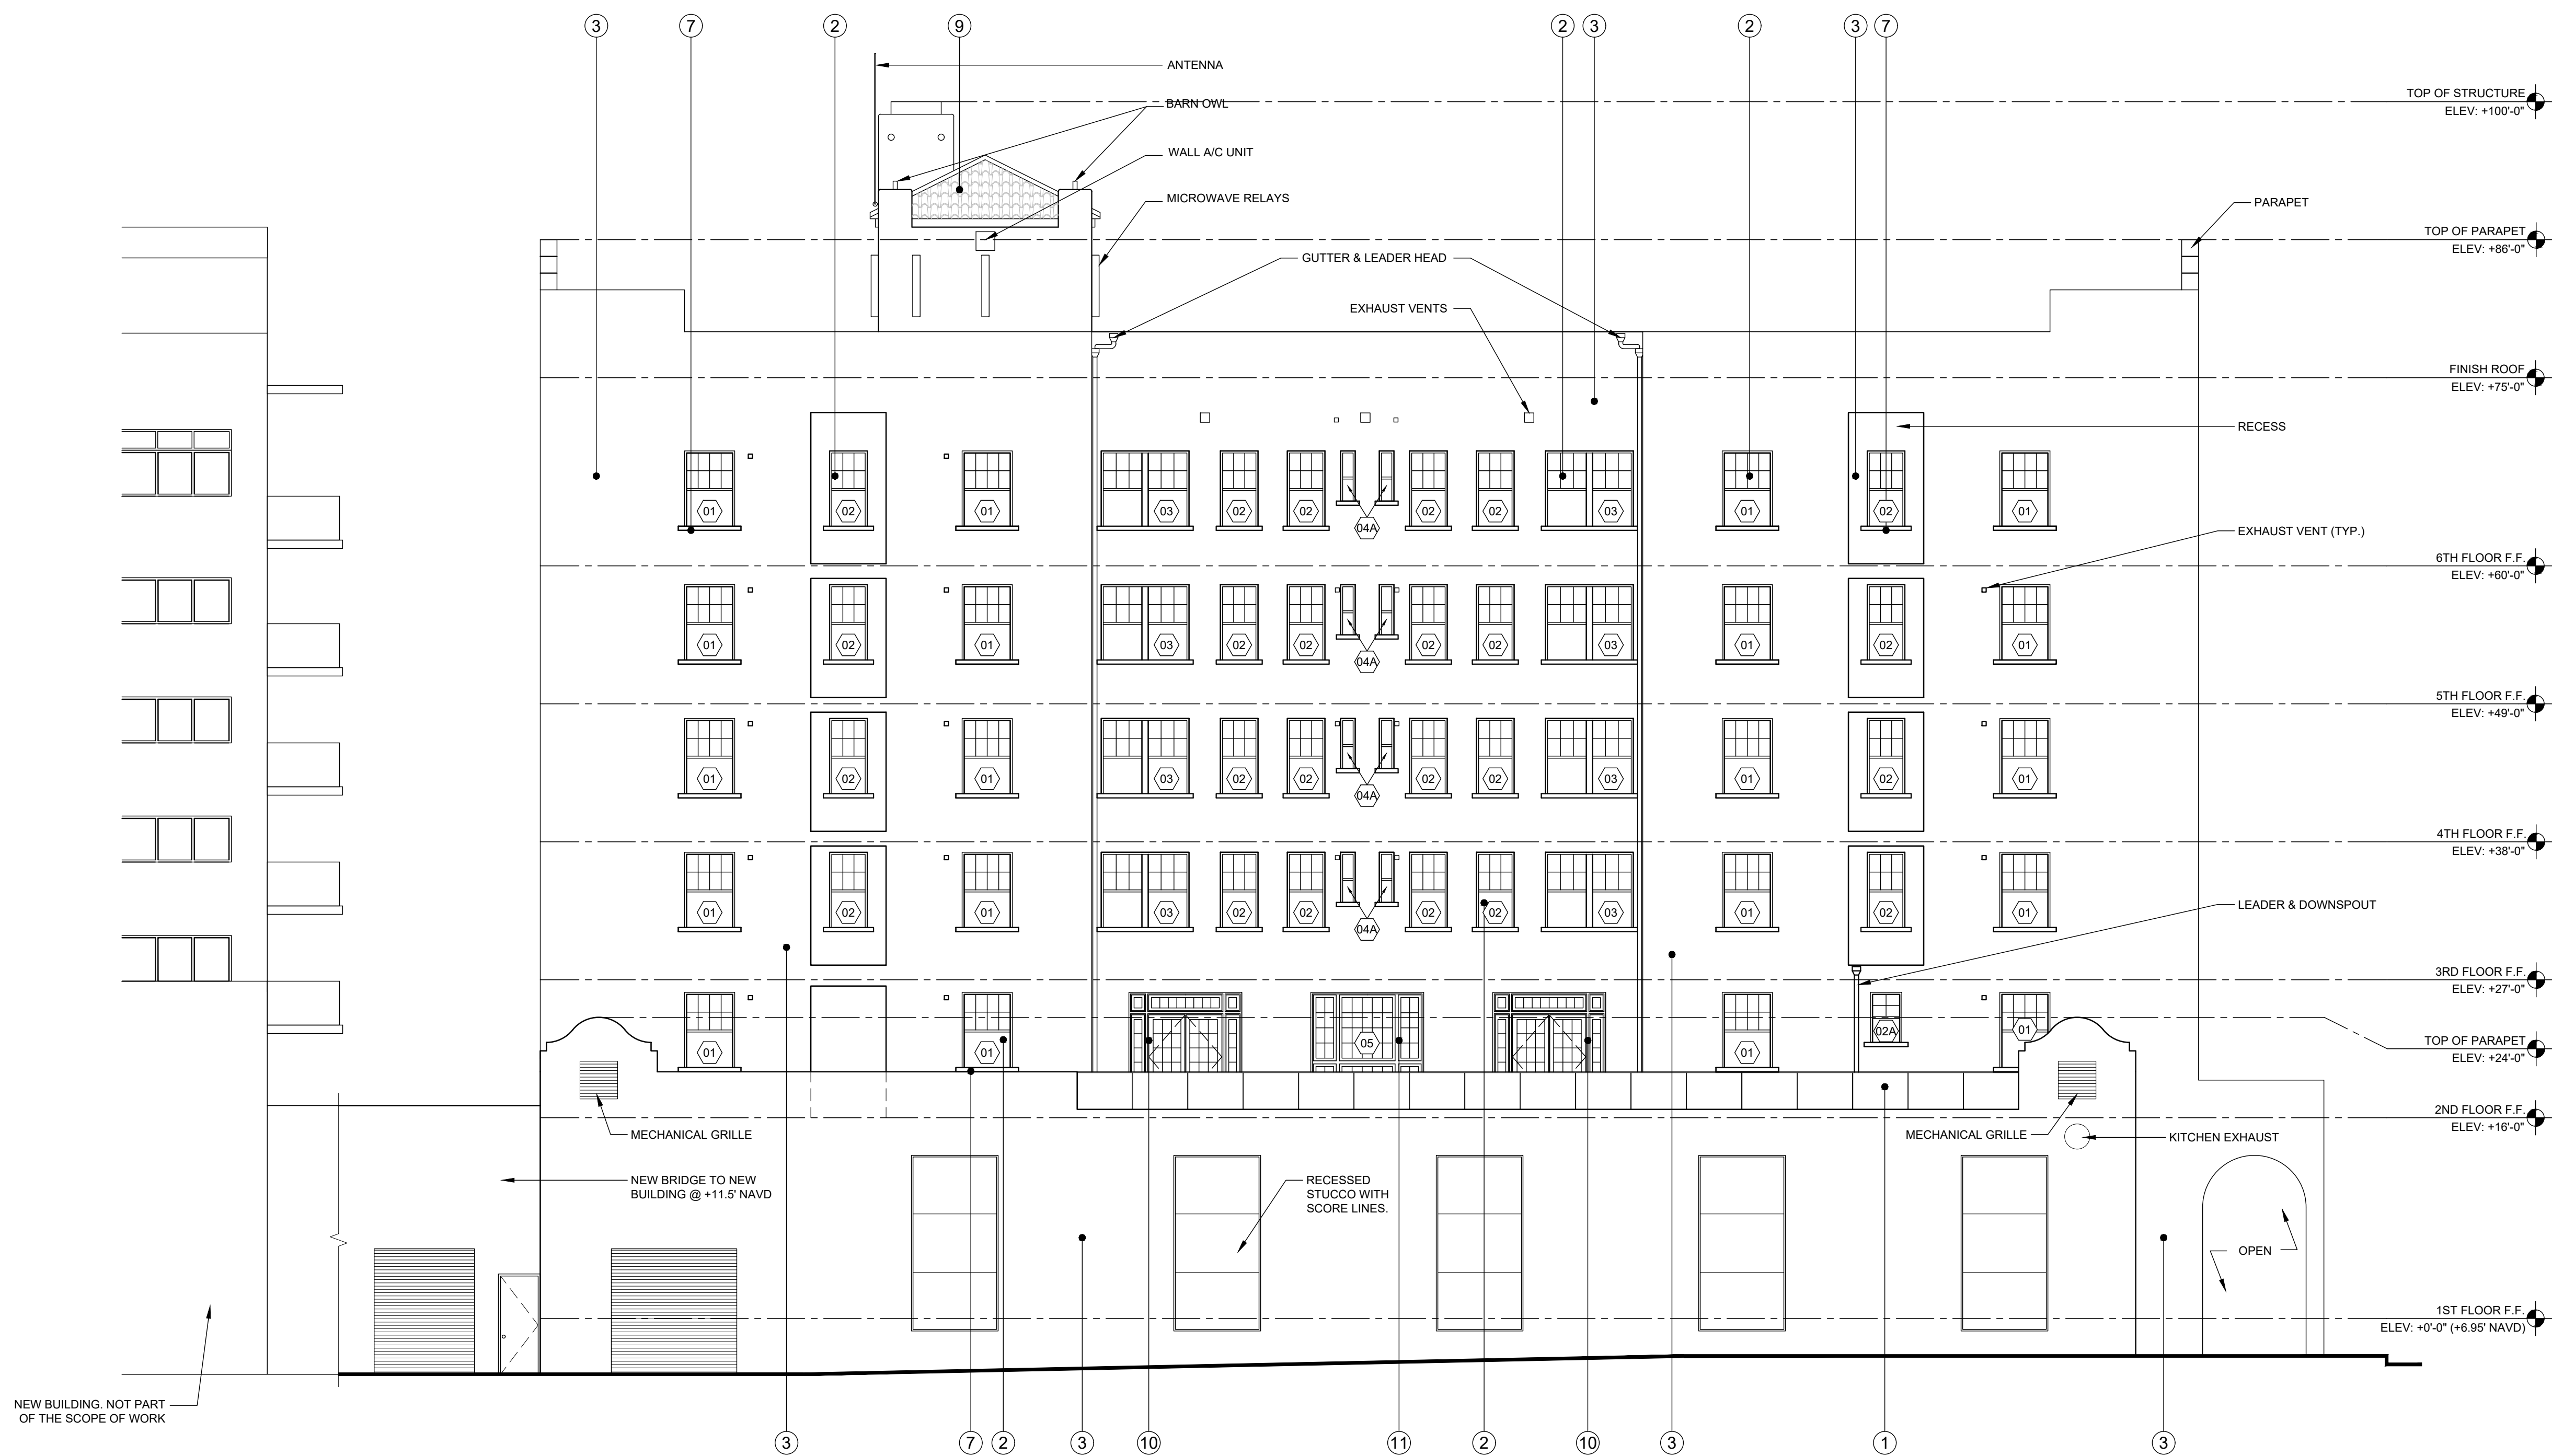 3 7 2 9 2 3 2 3 7
ANTENNA
TOP OF STRUCTURE
ELEV: +100'-0"
BARN OWL
WALL A/C UNIT
MICROWAVE RELAYS
PARAPET
TOP OF PARAPET
ELEV: +86'-0"
GUTTER & LEADER HEAD
EXHAUST VENTS
FINISH ROOF
ELEV: +75'-0"
RECESS
01 02 01 03 02 02 04A 02 02 03 01 02 01
EXHAUST VENT (TYP.)
6TH FLOOR F.F.
ELEV: +60'-0"
01 02 01 03 02 02 04A 02 02 03 01 02 01
5TH FLOOR F.F.
ELEV: +49'-0"
01 02 01 03 02 02 04A 02 02 03 01 02 01
4TH FLOOR F.F.
ELEV: +38'-0"
01 02 01 03 02 02 04A 02 02 03 01 02 01
LEADER & DOWNSPOUT
3RD FLOOR F.F.
ELEV: +27'-0"
01 01 05 01 02A 01
TOP OF PARAPET
ELEV: +24'-0"
2ND FLOOR F.F.
ELEV: +16'-0"
MECHANICAL GRILLE
MECHANICAL GRILLE
KITCHEN EXHAUST
NEW BRIDGE TO NEW
BUILDING @ +11.5' NAVD
RECESSED
STUCCO WITH
SCORE LINES.
OPEN
1ST FLOOR F.F.
ELEV: +0'-0" (+6.95' NAVD)
NEW BUILDING. NOT PART
OF THE SCOPE OF WORK
3 7 2 3 10 11 2 10 3 1 3